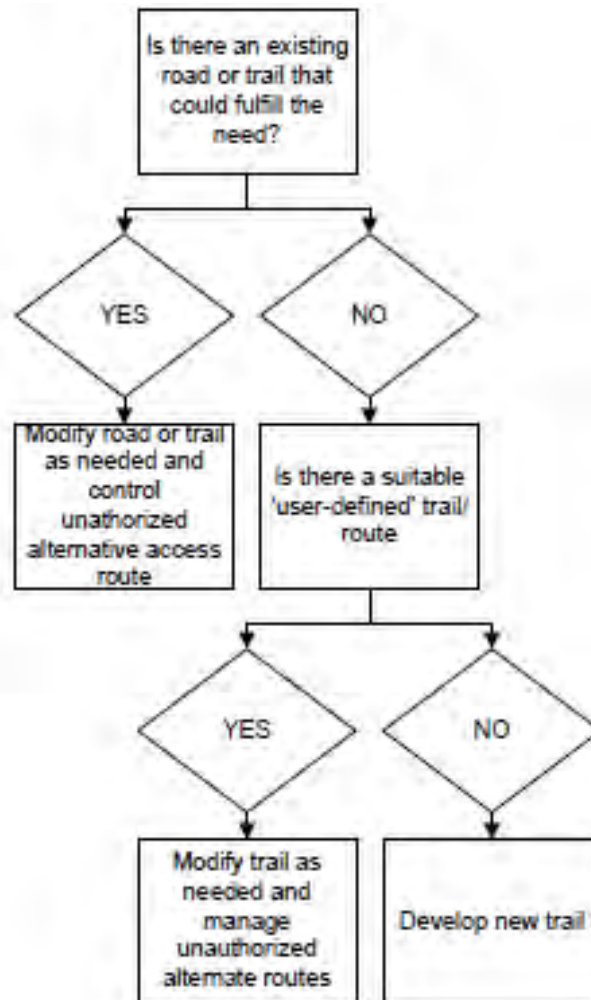 Is there an existing
road or trail that
could fulfill the
need?
YES
NO
Modify road or trail
as needed and
control
unathorized
alternative access
route
Is there a suitable
'user-defined' trail/
route
YES
NO
Modify trail as
needed and
manage
unauthorized
alternate routes
Develop new trail